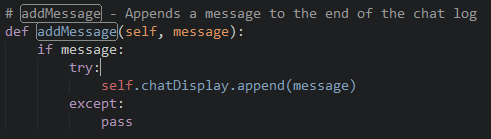 # addMessage - Appends a message to the end of the chat log
def addMessage(self, message):
    if message:
        try:
            self.chatDisplay.append(message)
        except:
            pass